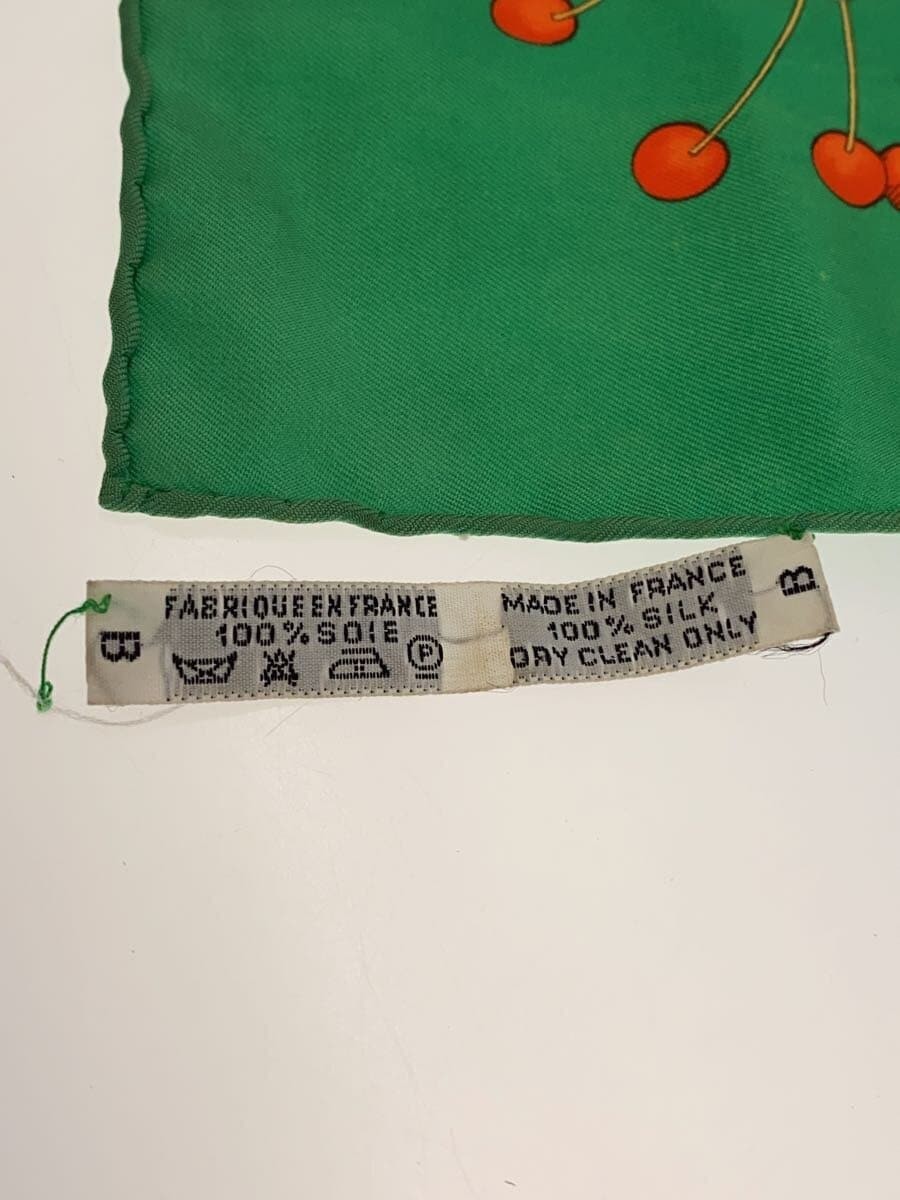 B
FABRIQUE EN FRANCE
100% SOIE
P
MADE IN FRANCE
100% SILK
DRY CLEAN ONLY
B